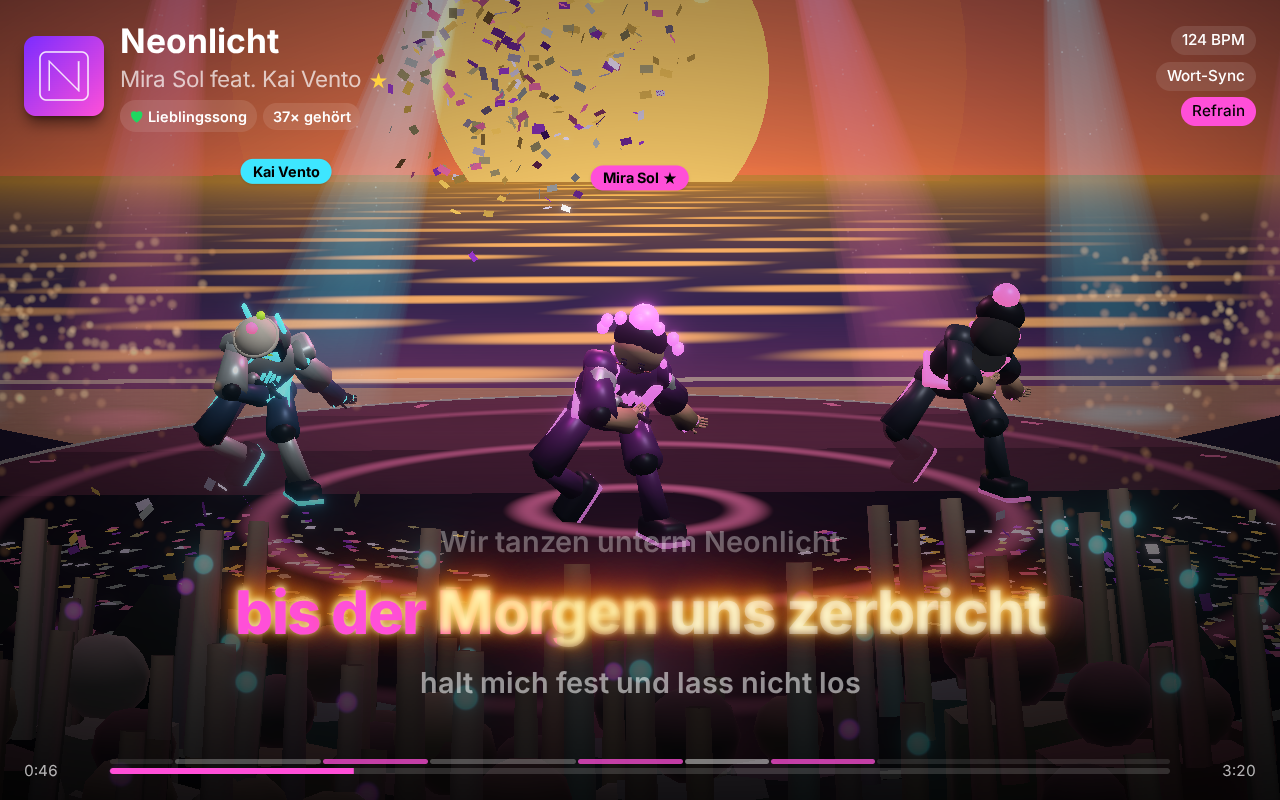 Neonlicht
Mira Sol feat. Kai Vento ⭐
💚 Lieblingssong
37× gehört
124 BPM
Wort-Sync
Refrain
N
Kai Vento
Mira Sol ★
Wir tanzen unterm Neonlicht
bis der Morgen uns zerbricht
halt mich fest und lass nicht los
0:46
3:20